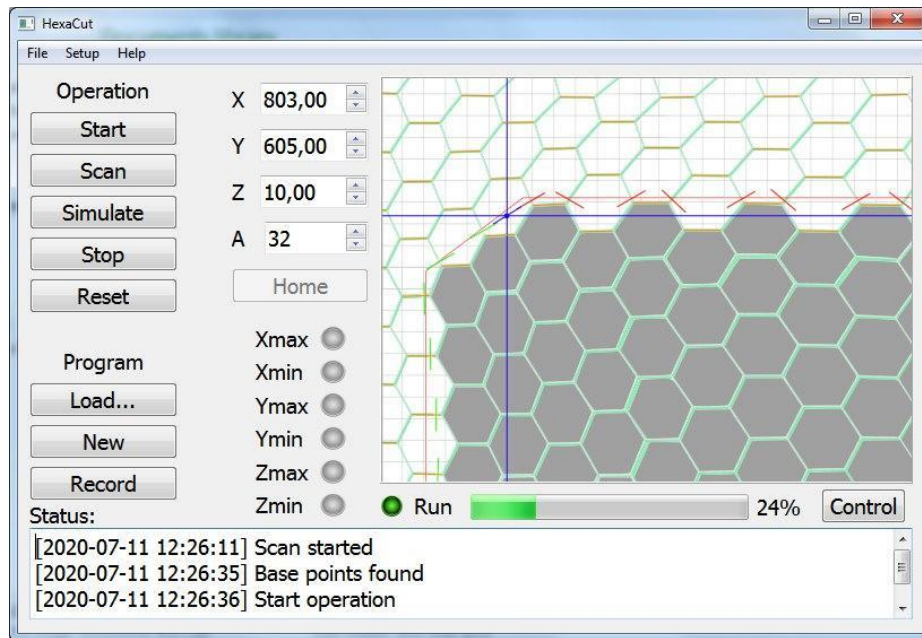 HexaCut
File Setup Help
Operation
Start
Scan
Simulate
Stop
Reset
Program
Load...
New
Record
X 803,00
Y 605,00
Z 10,00
A 32
Home
Xmax
Xmin
Ymax
Ymin
Zmax
Zmin
Run 24% Control
Status:
[2020-07-11 12:26:11] Scan started
[2020-07-11 12:26:35] Base points found
[2020-07-11 12:26:36] Start operation